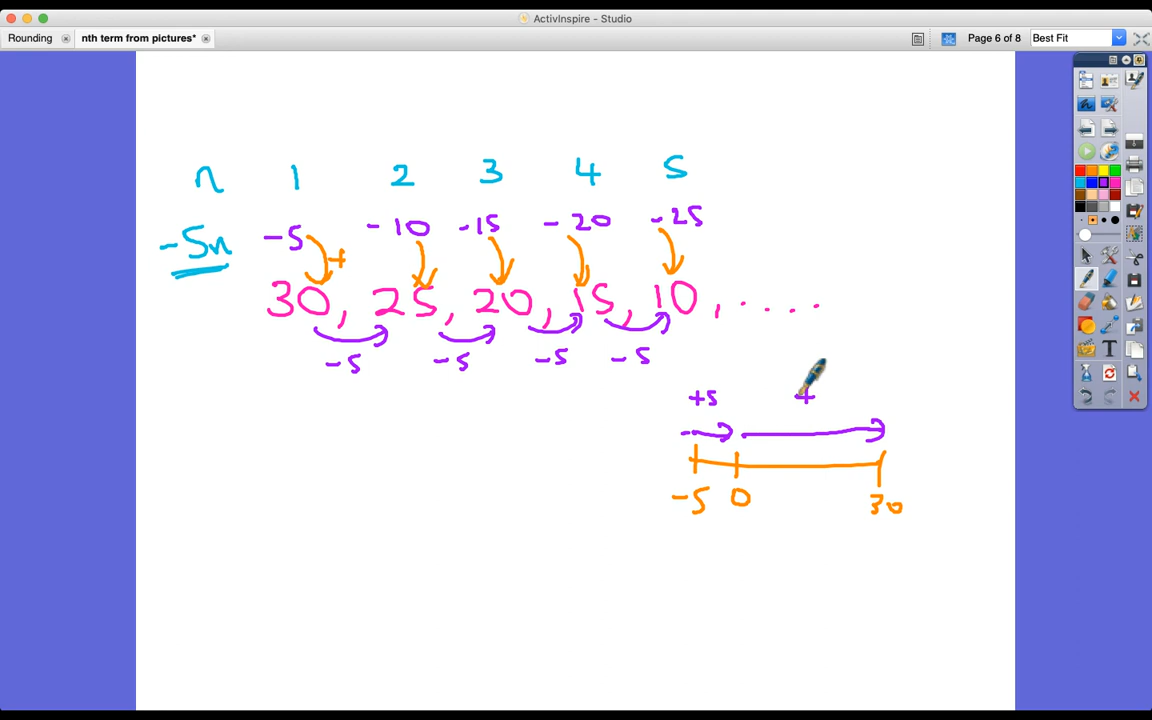 ActivInspire - Studio
Rounding
nth term from pictures*
Page 6 of 8
Best Fit
n 1 2 3 4 5
-5n -5 -10 -15 -20 -25
+
30, 25, 20, 15, 10, .....
-5 -5 -5 -5
+5 +
-5 0 30